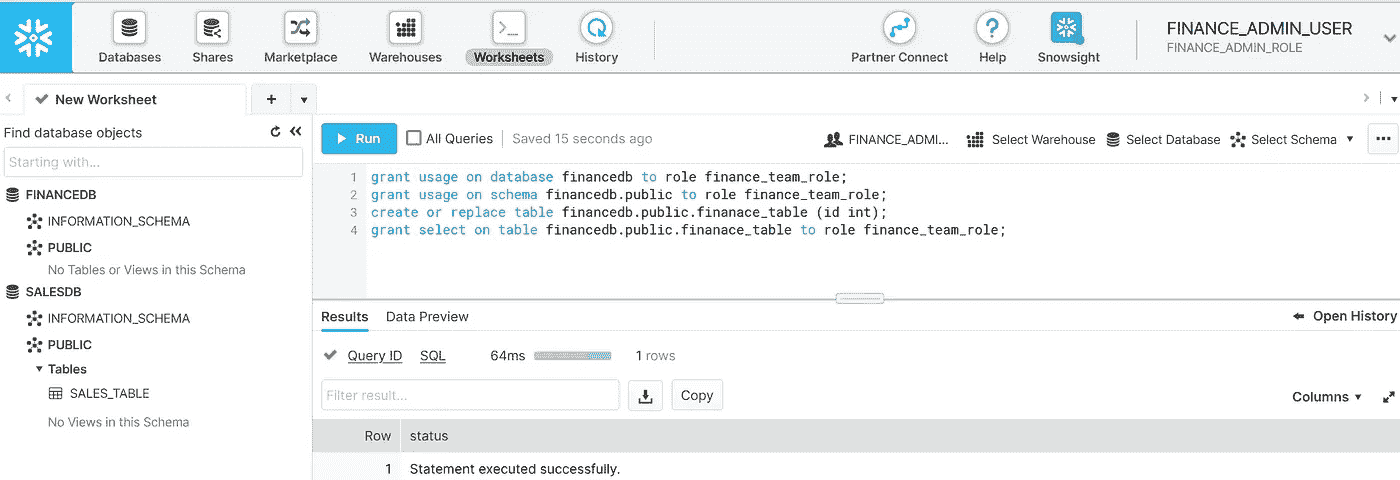 Databases
Shares
Marketplace
Warehouses
Worksheets
History
Partner Connect
Help
Snowsight
FINANCE_ADMIN_USER
FINANCE_ADMIN_ROLE
New Worksheet
Find database objects
Starting with...
FINANCEDB
INFORMATION_SCHEMA
PUBLIC
No Tables or Views in this Schema
SALESDB
INFORMATION_SCHEMA
PUBLIC
Tables
SALES_TABLE
No Views in this Schema
Run All Queries Saved 15 seconds ago FINANCE_ADMI... Select Warehouse Select Database Select Schema
1 grant usage on database financedb to role finance_team_role;
2 grant usage on schema financedb.public to role finance_team_role;
3 create or replace table financedb.public.finanace_table (id int);
4 grant select on table financedb.public.finanace_table to role finance_team_role;
Results Data Preview Open History
Query ID SQL 64ms 1 rows
Filter result... Copy Columns
Row status
1 Statement executed successfully.